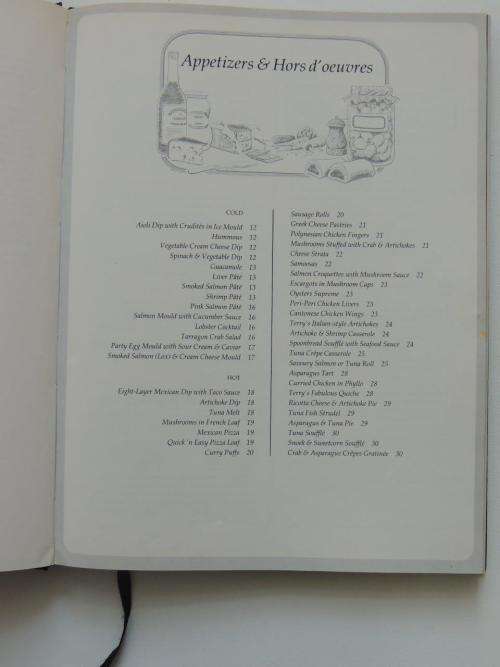 Appetizers & Hors d'oeuvres
COLD
Aioli Dip with Crudités in Ice Mould 12
Hummous 12
Vegetable Cream Cheese Dip 12
Spinach & Vegetable Dip 12
Guacamole 13
Liver Pâté 13
Smoked Salmon Pâté 13
Shrimp Pâté 13
Pink Salmon Pâté 16
Salmon Mould with Cucumber Sauce 16
Lobster Cocktail 16
Tarragon Crab Salad 16
Party Egg Mould with Sour Cream & Caviar 17
Smoked Salmon (Lox) & Cream Cheese Mould 17
HOT
Eight-Layer Mexican Dip with Taco Sauce 18
Artichoke Dip 18
Tuna Melt 18
Mushrooms in French Loaf 19
Mexican Pizza 19
Quick 'n Easy Pizza Loaf 19
Curry Puffs 20
Sausage Rolls 20
Greek Cheese Pastries 21
Polynesian Chicken Fingers 21
Mushrooms Stuffed with Crab & Artichokes 21
Cheese Strata 22
Samoosas 22
Salmon Croquettes with Mushroom Sauce 22
Escargots in Mushroom Caps 23
Oysters Supreme 23
Peri-Peri Chicken Livers 23
Cantonese Chicken Wings 23
Terry's Italian-style Artichokes 24
Artichoke & Shrimp Casserole 24
Spoonbread Soufflé with Seafood Sauce 24
Tuna Crêpe Casserole 25
Savoury Salmon or Tuna Roll 25
Asparagus Tart 28
Curried Chicken in Phyllo 28
Terry's Fabulous Quiche 28
Ricotta Cheese & Artichoke Pie 29
Tuna Fish Strudel 29
Asparagus & Tuna Pie 29
Tuna Soufflé 30
Snoek & Sweetcorn Soufflé 30
Crab & Asparagus Crêpes Gratinée 30